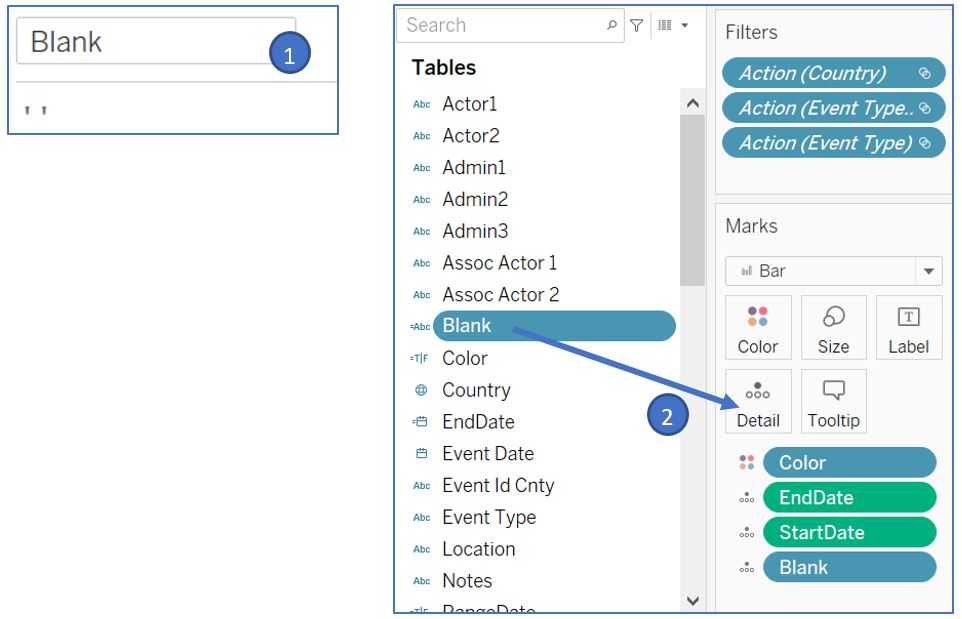 Blank
1
' '
Search
Tables
Abc Actor1
Abc Actor2
Abc Admin1
Abc Admin2
Abc Admin3
Abc Assoc Actor 1
Abc Assoc Actor 2
=Abc Blank
=T|F Color
Country
EndDate
Event Date
Abc Event Id Cnty
Abc Event Type
Abc Location
Abc Notes
=T|F RangeDate
2
Filters
Action (Country)
Action (Event Type..
Action (Event Type)
Marks
Bar
Color Size Label
Detail Tooltip
Color
EndDate
StartDate
Blank